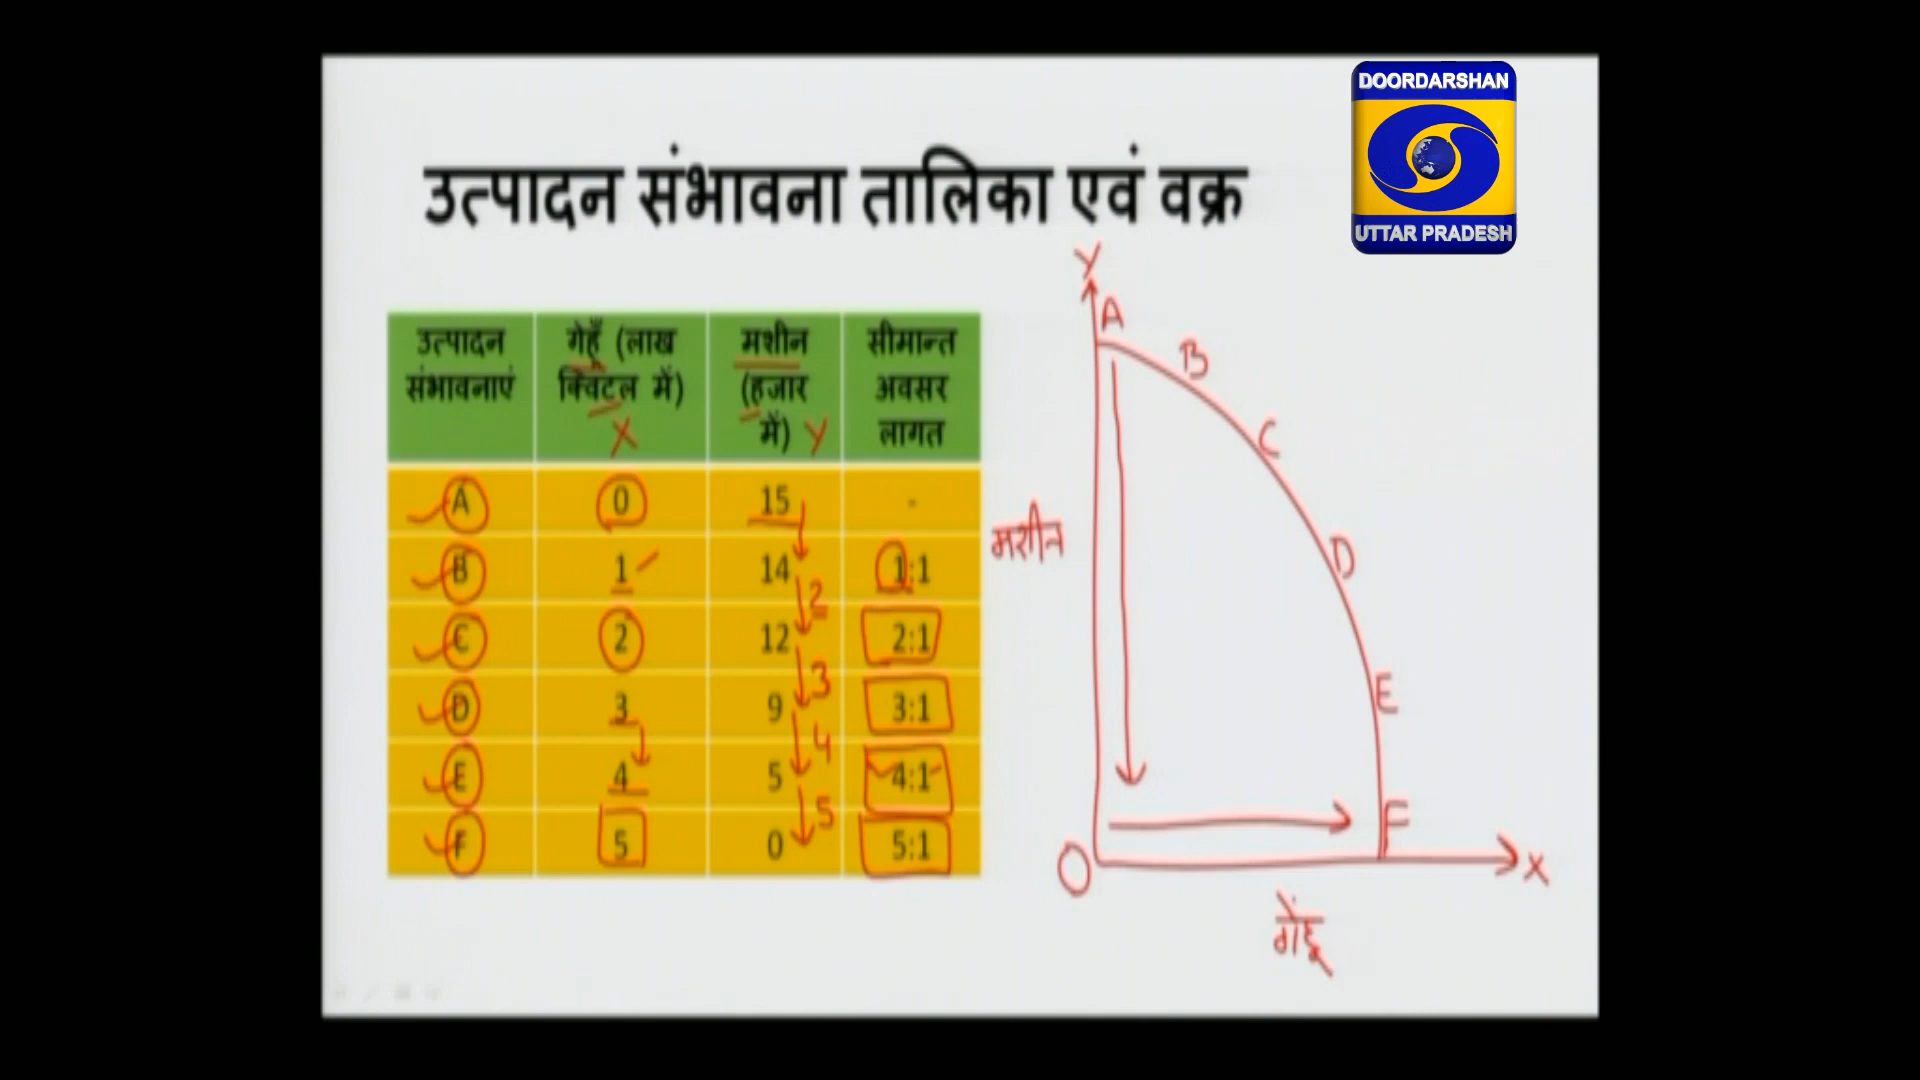 DOORDARSHAN
UTTAR PRADESH
उत्पादन संभावना तालिका एवं वक्र
उत्पादन संभावनाएं
गेहूँ (लाख क्विंटल में) X
मशीन (हजार में) Y
सीमान्त अवसर लागत
A 0 15 -
B 1 14 1:1
2
C 2 12 2:1
3
D 3 9 3:1
4
E 4 5 4:1
5
F 5 0 5:1
Y
A
B
C
मशीन
D
E
F
O
X
गेहू